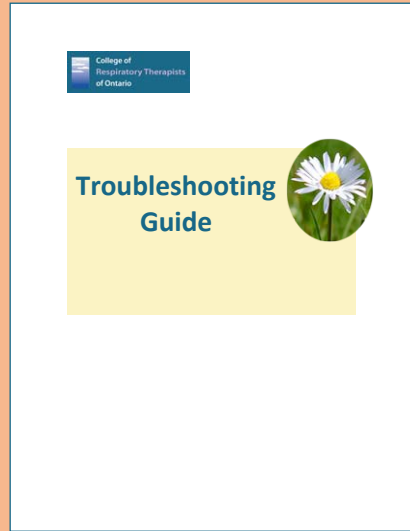 College of
Respiratory Therapists
of Ontario
Troubleshooting
Guide